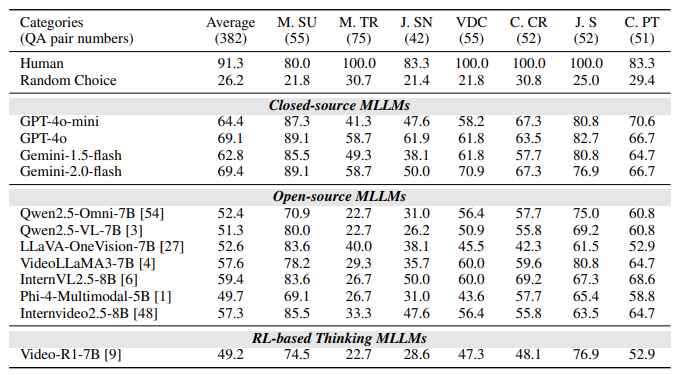 Categories Average M. SU M. TR J. SN VDC C. CR J. S C. PT
(QA pair numbers) (382) (55) (75) (42) (55) (52) (52) (51)
Human 91.3 80.0 100.0 83.3 100.0 100.0 100.0 83.3
Random Choice 26.2 21.8 30.7 21.4 21.8 30.8 25.0 29.4
Closed-source MLLMs
GPT-4o-mini 64.4 87.3 41.3 47.6 58.2 67.3 80.8 70.6
GPT-4o 69.1 89.1 58.7 61.9 61.8 63.5 82.7 66.7
Gemini-1.5-flash 62.8 85.5 49.3 38.1 61.8 57.7 80.8 64.7
Gemini-2.0-flash 69.4 89.1 58.7 50.0 70.9 67.3 76.9 66.7
Open-source MLLMs
Qwen2.5-Omni-7B [54] 52.4 70.9 22.7 31.0 56.4 57.7 75.0 60.8
Qwen2.5-VL-7B [3] 51.3 80.0 22.7 26.2 50.9 55.8 69.2 60.8
LLaVA-OneVision-7B [27] 52.6 83.6 40.0 38.1 45.5 42.3 61.5 52.9
VideoLLaMA3-7B [4] 57.6 78.2 29.3 35.7 60.0 59.6 80.8 64.7
InternVL2.5-8B [6] 59.4 83.6 26.7 50.0 60.0 69.2 67.3 68.6
Phi-4-Multimodal-5B [1] 49.7 69.1 26.7 31.0 43.6 57.7 65.4 58.8
Internvideo2.5-8B [48] 57.3 85.5 33.3 47.6 56.4 55.8 63.5 64.7
RL-based Thinking MLLMs
Video-R1-7B [9] 49.2 74.5 22.7 28.6 47.3 48.1 76.9 52.9